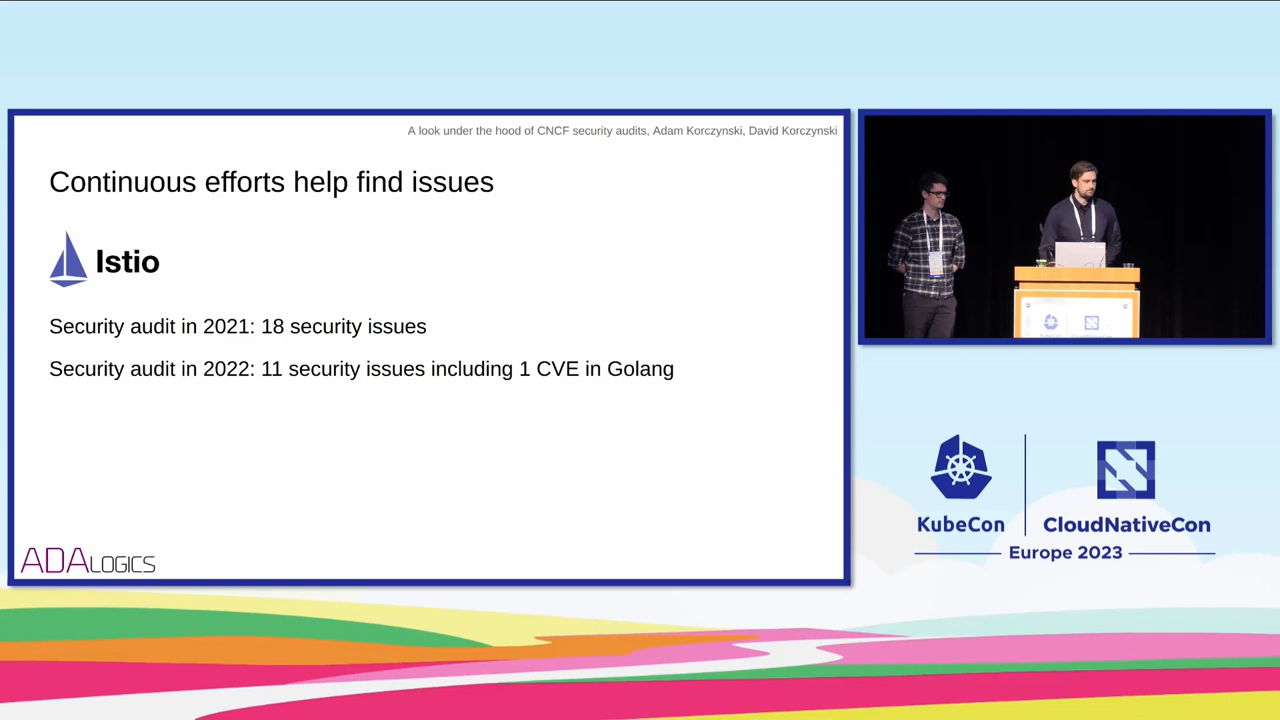 A look under the hood of CNCF security audits, Adam Korczynski, David Korczynski
Continuous efforts help find issues
Istio
Security audit in 2021: 18 security issues
Security audit in 2022: 11 security issues including 1 CVE in Golang
ADALOGICS
KubeCon
CloudNativeCon
Europe 2023